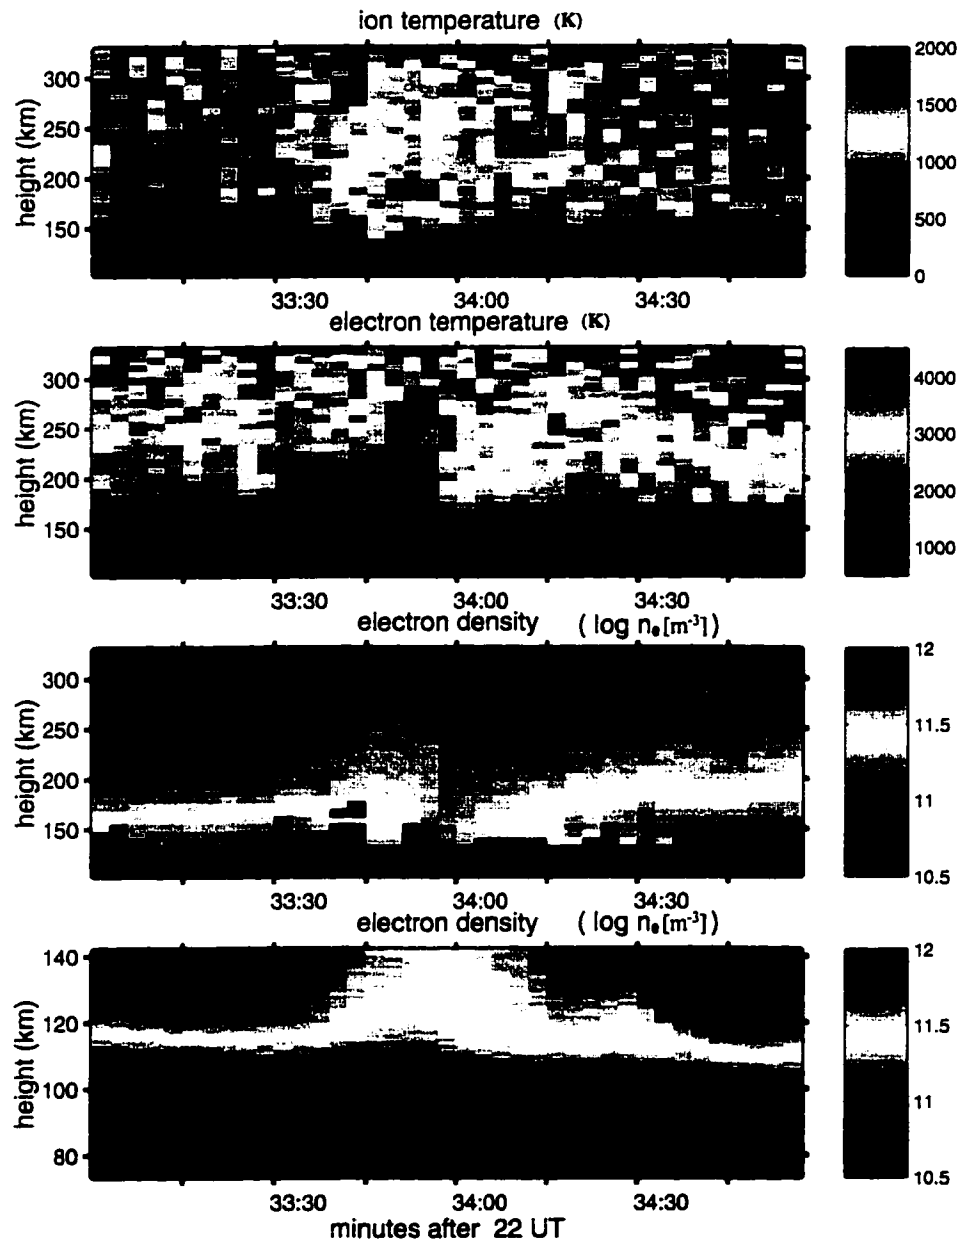 ion temperature (K)
height (km)
300
250
200
150
2000
1500
1000
500
0
33:30 34:00 34:30
electron temperature (K)
height (km)
300
250
200
150
4000
3000
2000
1000
33:30 34:00 34:30
electron density ( log ne[m-3])
height (km)
300
250
200
150
12
11.5
11
10.5
33:30 34:00 34:30
electron density ( log ne[m-3])
height (km)
140
120
100
80
12
11.5
11
10.5
33:30 34:00 34:30
minutes after 22 UT